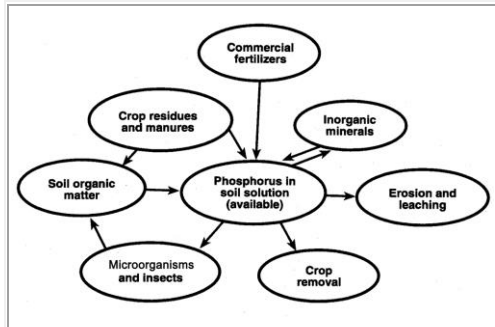 Commercial
fertilizers
Crop residues
and manures
Inorganic
minerals
Soil organic
matter
Phosphorus in
soil solution
(available)
Erosion and
leaching
Microorganisms
and insects
Crop
removal